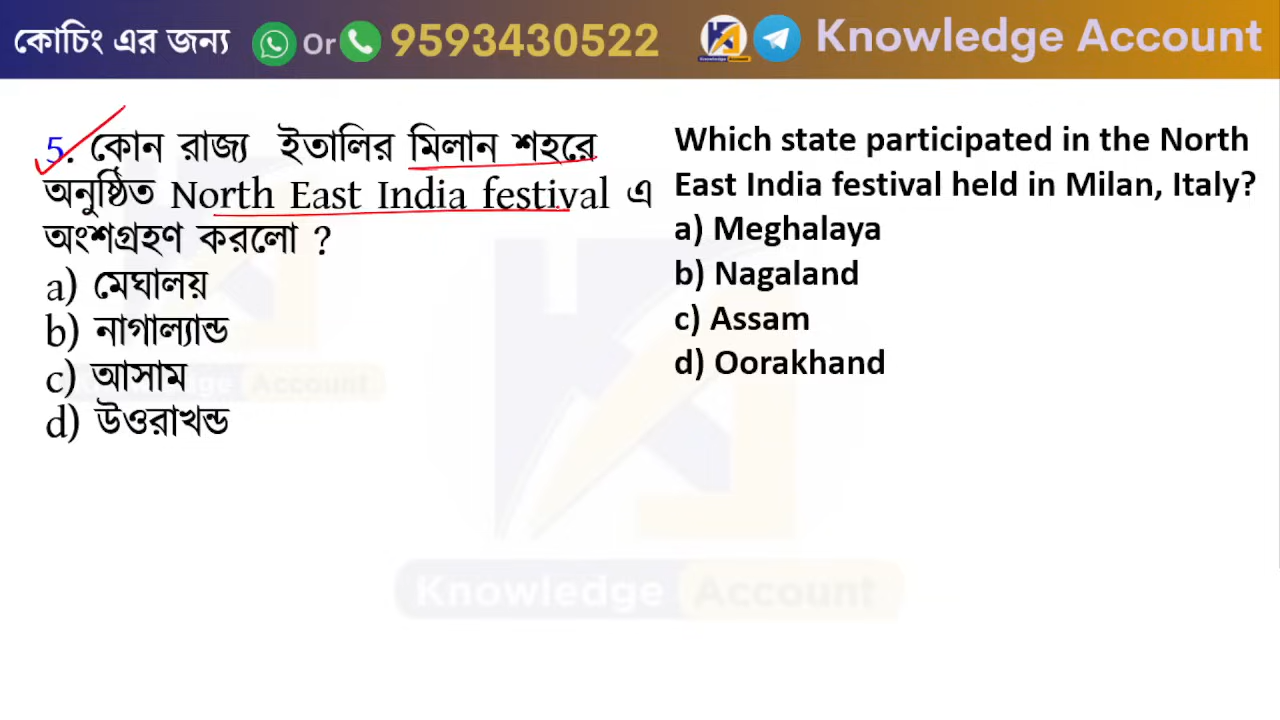 কোচিং এর জন্য Or 9593430522 Knowledge Account
5. কোন রাজ্য ইতালির মিলান শহরে
অনুষ্ঠিত North East India festival এ
অংশগ্রহণ করলো ?
a) মেঘালয়
b) নাগাল্যান্ড
c) আসাম
d) উওরাখন্ড
Which state participated in the North
East India festival held in Milan, Italy?
a) Meghalaya
b) Nagaland
c) Assam
d) Oorakhand
Knowledge Account
Knowledge Account